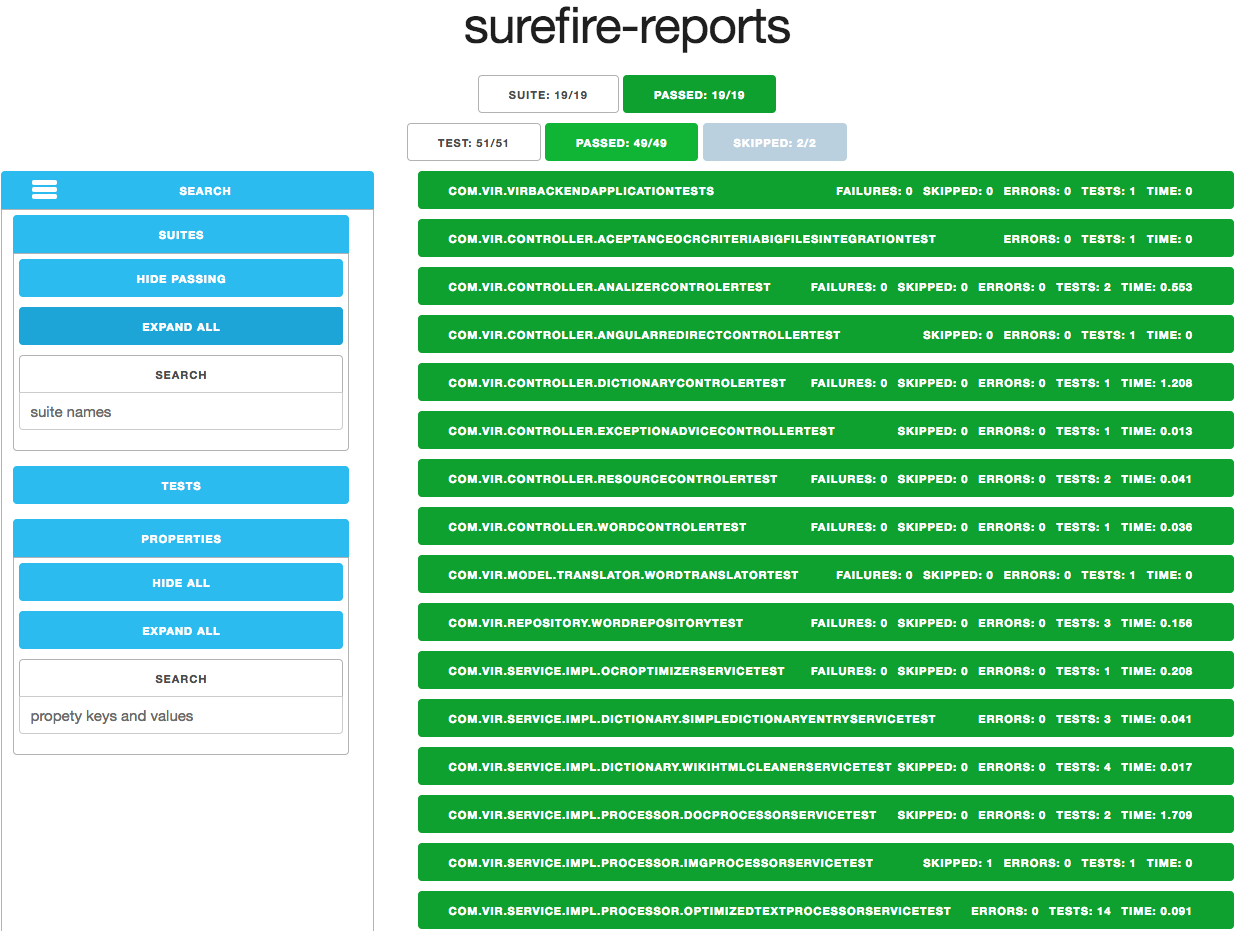 surefire-reports
SUITE: 19/19 PASSED: 19/19
TEST: 51/51 PASSED: 49/49 SKIPPED: 2/2
SEARCH
SUITES
HIDE PASSING
EXPAND ALL
SEARCH
suite names
TESTS
PROPERTIES
HIDE ALL
EXPAND ALL
SEARCH
propety keys and values
COM.VIR.VIRBACKENDAPPLICATIONTESTS FAILURES: 0 SKIPPED: 0 ERRORS: 0 TESTS: 1 TIME: 0
COM.VIR.CONTROLLER.ACEPTANCEOCRCRITERIABIGFILESINTEGRATIONTEST ERRORS: 0 TESTS: 1 TIME: 0
COM.VIR.CONTROLLER.ANALIZERCONTROLERTEST FAILURES: 0 SKIPPED: 0 ERRORS: 0 TESTS: 2 TIME: 0.553
COM.VIR.CONTROLLER.ANGULARREDIRECTCONTROLLERTEST SKIPPED: 0 ERRORS: 0 TESTS: 1 TIME: 0
COM.VIR.CONTROLLER.DICTIONARYCONTROLERTEST FAILURES: 0 SKIPPED: 0 ERRORS: 0 TESTS: 1 TIME: 1.208
COM.VIR.CONTROLLER.EXCEPTIONADVICECONTROLLERTEST SKIPPED: 0 ERRORS: 0 TESTS: 1 TIME: 0.013
COM.VIR.CONTROLLER.RESOURCECONTROLERTEST FAILURES: 0 SKIPPED: 0 ERRORS: 0 TESTS: 2 TIME: 0.041
COM.VIR.CONTROLLER.WORDCONTROLERTEST FAILURES: 0 SKIPPED: 0 ERRORS: 0 TESTS: 1 TIME: 0.036
COM.VIR.MODEL.TRANSLATOR.WORDTRANSLATORTEST FAILURES: 0 SKIPPED: 0 ERRORS: 0 TESTS: 1 TIME: 0
COM.VIR.REPOSITORY.WORDREPOSITORYTEST FAILURES: 0 SKIPPED: 0 ERRORS: 0 TESTS: 3 TIME: 0.156
COM.VIR.SERVICE.IMPL.OCROPTIMIZERSERVICETEST FAILURES: 0 SKIPPED: 0 ERRORS: 0 TESTS: 1 TIME: 0.208
COM.VIR.SERVICE.IMPL.DICTIONARY.SIMPLEDICTIONARYENTRYSERVICETEST ERRORS: 0 TESTS: 3 TIME: 0.041
COM.VIR.SERVICE.IMPL.DICTIONARY.WIKIHTMLCLEANERSERVICETEST SKIPPED: 0 ERRORS: 0 TESTS: 4 TIME: 0.017
COM.VIR.SERVICE.IMPL.PROCESSOR.DOCPROCESSORSERVICETEST SKIPPED: 0 ERRORS: 0 TESTS: 2 TIME: 1.709
COM.VIR.SERVICE.IMPL.PROCESSOR.IMGPROCESSORSERVICETEST SKIPPED: 1 ERRORS: 0 TESTS: 1 TIME: 0
COM.VIR.SERVICE.IMPL.PROCESSOR.OPTIMIZEDTEXTPROCESSORSERVICETEST ERRORS: 0 TESTS: 14 TIME: 0.091